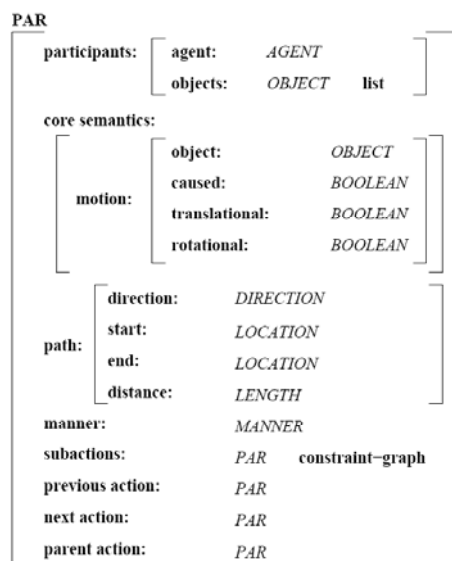 PAR
participants: agent: AGENT
objects: OBJECT list
core semantics:
object: OBJECT
caused: BOOLEAN
motion:
translational: BOOLEAN
rotational: BOOLEAN
direction: DIRECTION
start: LOCATION
path:
end: LOCATION
distance: LENGTH
manner: MANNER
subactions: PAR constraint−graph
previous action: PAR
next action: PAR
parent action: PAR